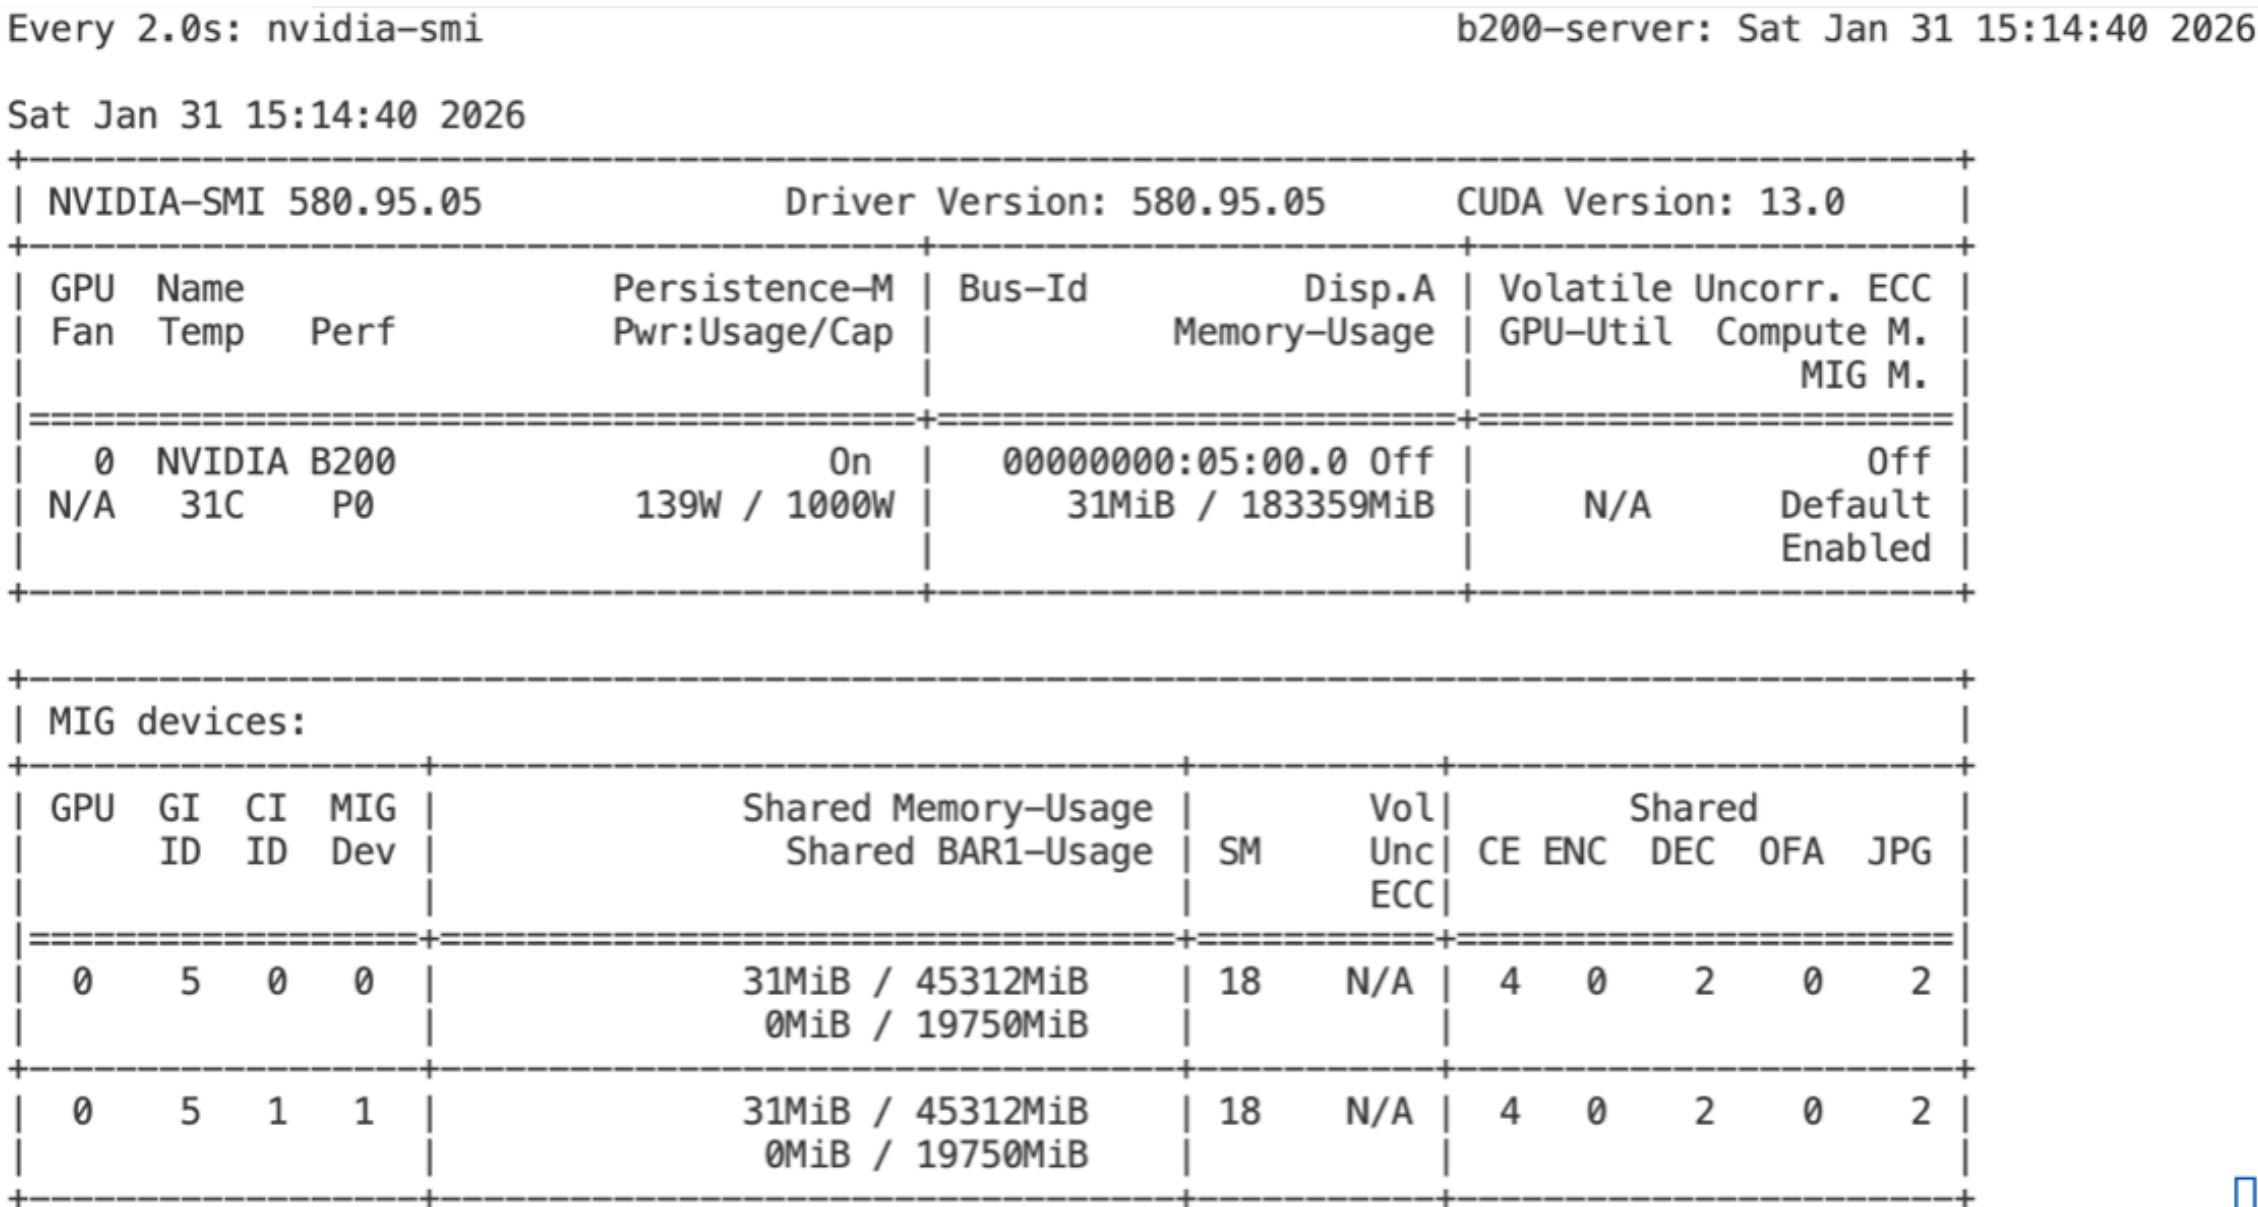 Every 2.0s: nvidia-smi                                             b200-server: Sat Jan 31 15:14:40 2026
Sat Jan 31 15:14:40 2026
+-----------------------------------------------------------------------------------------+
| NVIDIA-SMI 580.95.05              Driver Version: 580.95.05      CUDA Version: 13.0     |
+-----------------------------------------+------------------------+----------------------+
| GPU  Name                 Persistence-M | Bus-Id          Disp.A | Volatile Uncorr. ECC |
| Fan  Temp   Perf          Pwr:Usage/Cap |           Memory-Usage | GPU-Util  Compute M. |
|                                         |                        |               MIG M. |
|=========================================+========================+======================|
|   0  NVIDIA B200                    On  |   00000000:05:00.0 Off |                  Off |
| N/A   31C    P0            139W / 1000W |      31MiB / 183359MiB |     N/A      Default |
|                                         |                        |              Enabled |
+-----------------------------------------+------------------------+----------------------+
+-----------------------------------------------------------------------------------------+
| MIG devices:                                                                            |
+------------------+----------------------------------+-----------+-----------------------+
| GPU  GI  CI  MIG |              Shared Memory-Usage |        Vol|        Shared         |
|      ID  ID  Dev |                Shared BAR1-Usage | SM     Unc| CE ENC  DEC  OFA  JPG |
|                  |                                  |        ECC|                       |
|==================+==================================+===========+=======================|
|  0    5   0   0  |              31MiB / 45312MiB    | 18    N/A |  4   0    2    0    2 |
|                  |               0MiB / 19750MiB    |           |                       |
+------------------+----------------------------------+-----------+-----------------------+
|  0    5   1   1  |              31MiB / 45312MiB    | 18    N/A |  4   0    2    0    2 |
|                  |               0MiB / 19750MiB    |           |                       |
+------------------+----------------------------------+-----------+-----------------------+